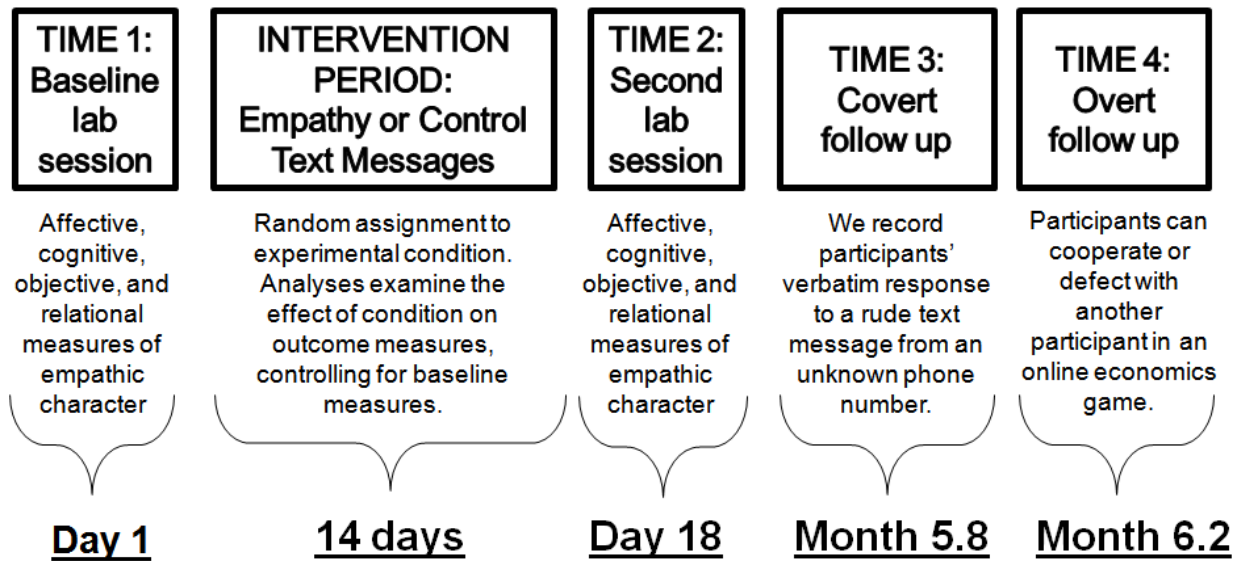 TIME 1:
Baseline
lab
session
INTERVENTION
PERIOD:
Empathy or Control
Text Messages
TIME 2:
Second
lab
session
TIME 3:
Covert
follow up
TIME 4:
Overt
follow up
Affective,
cognitive,
objective, and
relational
measures of
empathic
character
Random assignment to
experimental condition.
Analyses examine the
effect of condition on
outcome measures,
controlling for baseline
measures.
Affective,
cognitive,
objective, and
relational
measures of
empathic
character
We record
participants’
verbatim response
to a rude text
message from an
unknown phone
number.
Participants can
cooperate or
defect with
another
participant in an
online economics
game.
Day 1
14 days
Day 18
Month 5.8
Month 6.2